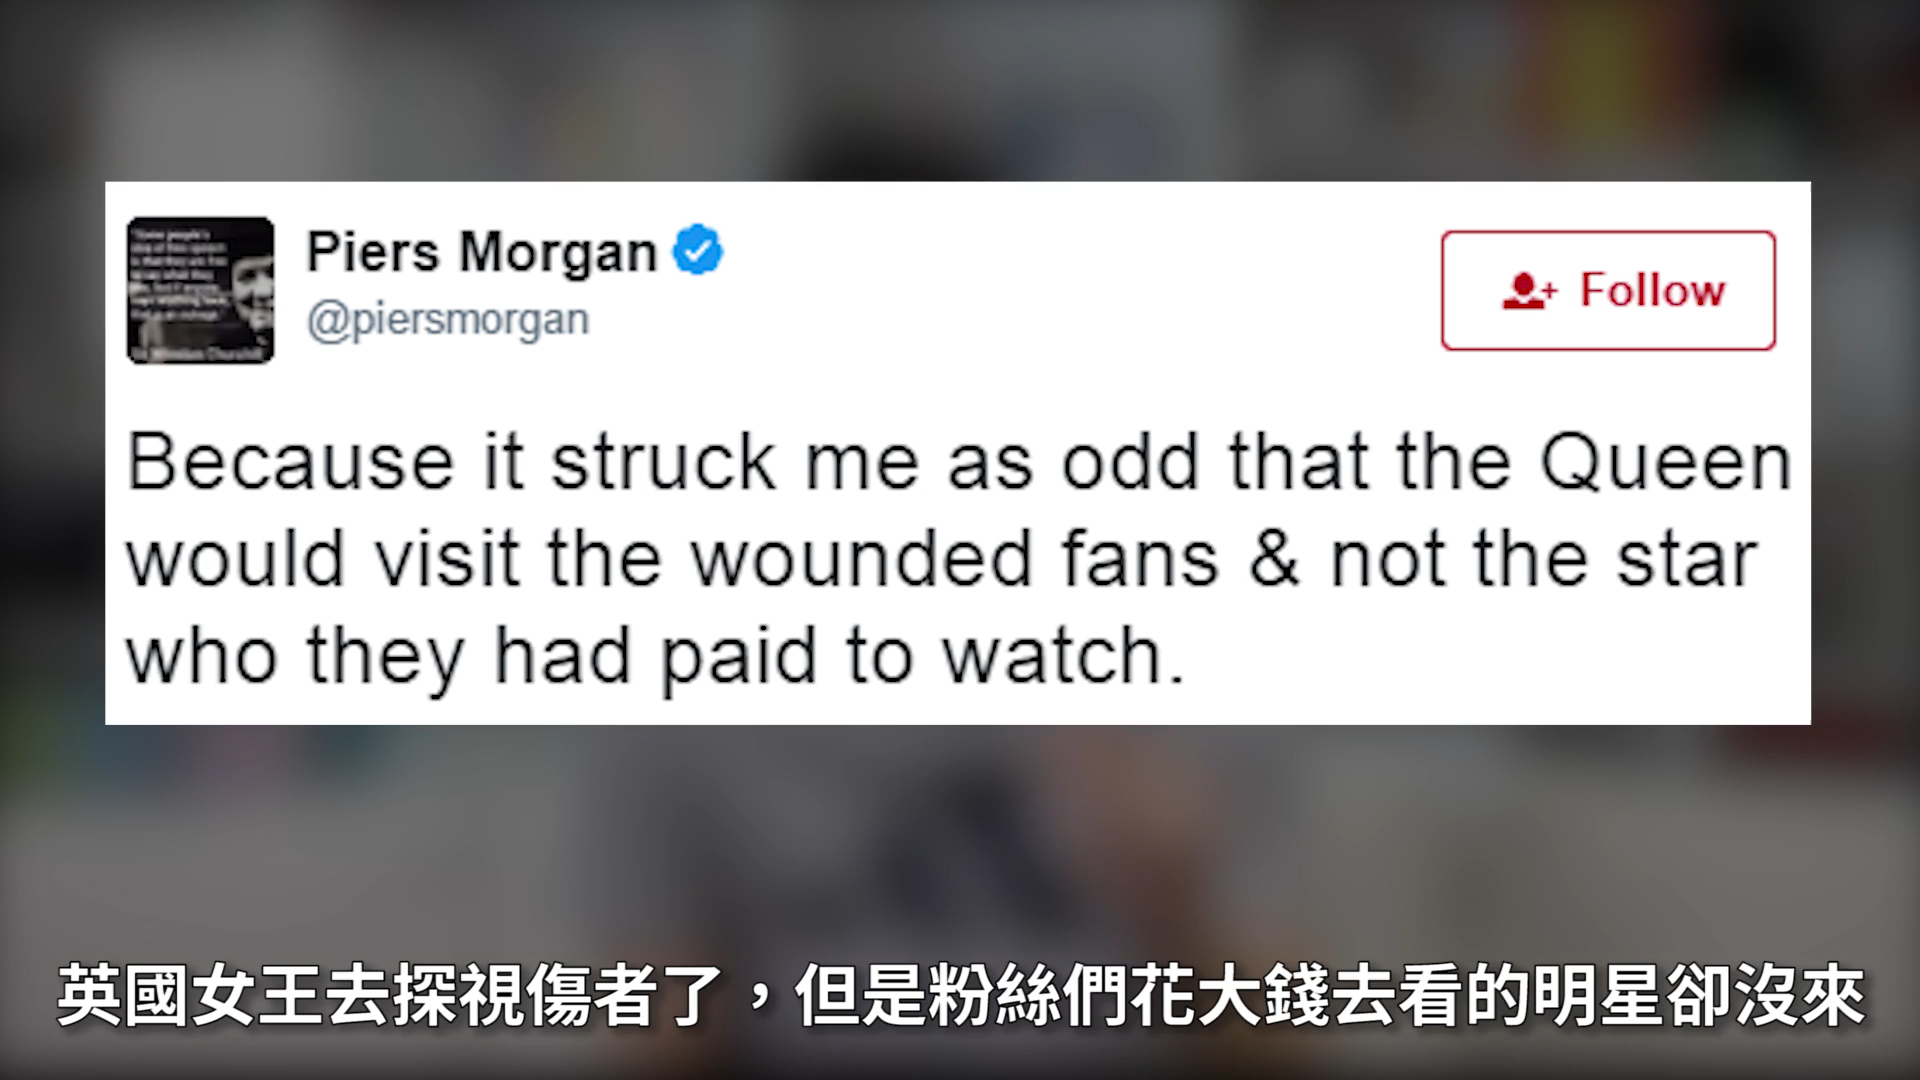 Piers Morgan
@piersmorgan
Follow
Because it struck me as odd that the Queen
would visit the wounded fans & not the star
who they had paid to watch.
英國女王去探視傷者了，但是粉絲們花大錢去看的明星卻沒來